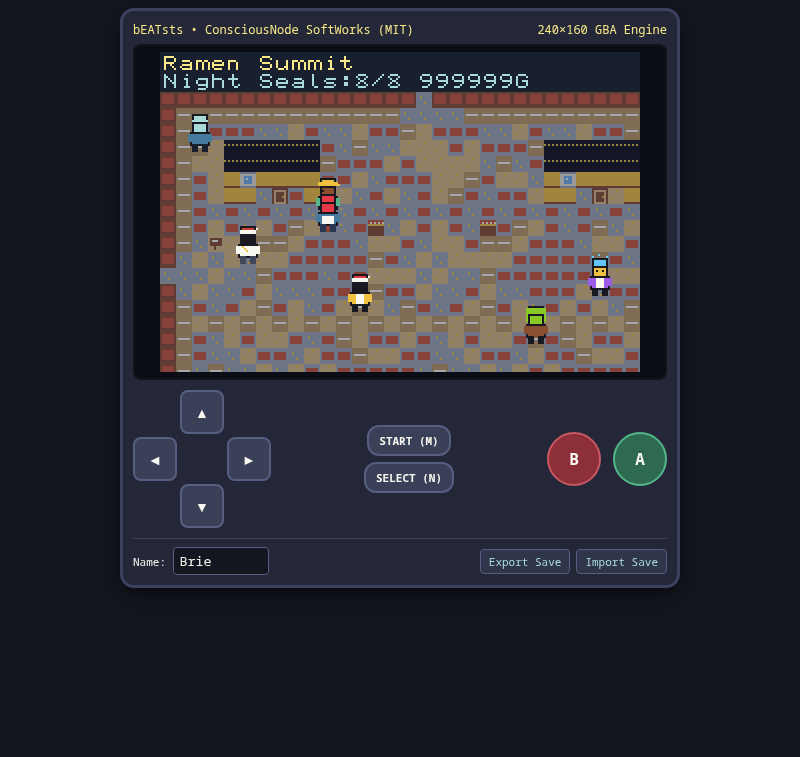 bEATsts • ConsciousNode SoftWorks (MIT)
240×160 GBA Engine
Ramen Summit
Night Seals:8/8 999999G
START (M)
SELECT (N)
B
A
Name:
Brie
Export Save
Import Save